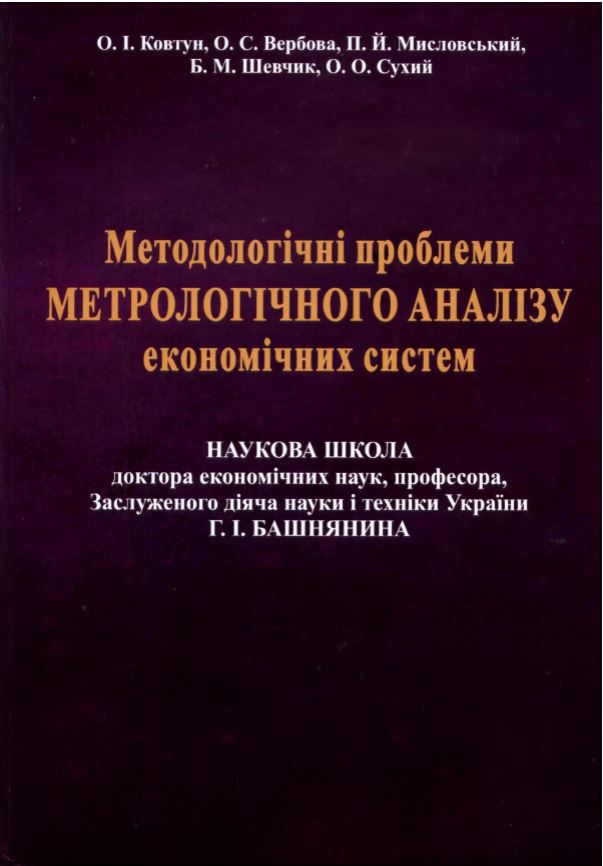 О. І. Ковтун, О. С. Вербова, П. Й. Мисловський,
Б. М. Шевчик, О. О. Сухий
Методологічні проблеми
МЕТРОЛОГІЧНОГО АНАЛІЗУ
економічних систем
НАУКОВА ШКОЛА
доктора економічних наук, професора,
Заслуженого діяча науки і техніки України
Г. І. БАШНЯНИНА